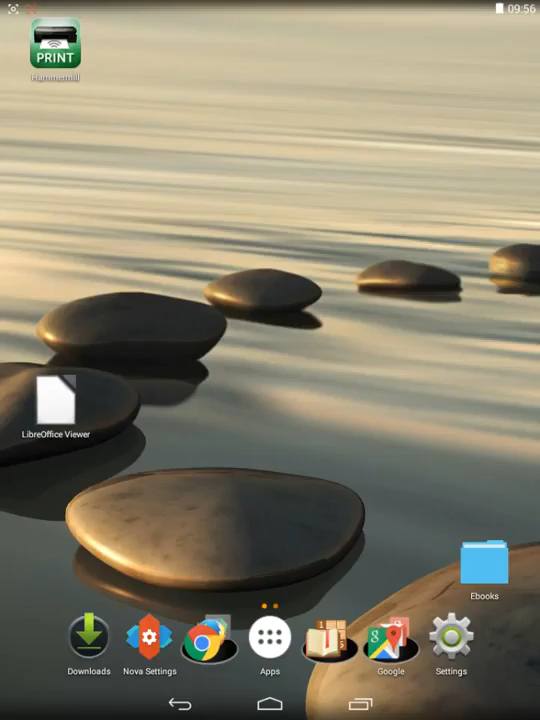 09:56
PRINT
Hammermill
LibreOffice Viewer
Ebooks
Downloads
Nova Settings
Apps
Google
Settings